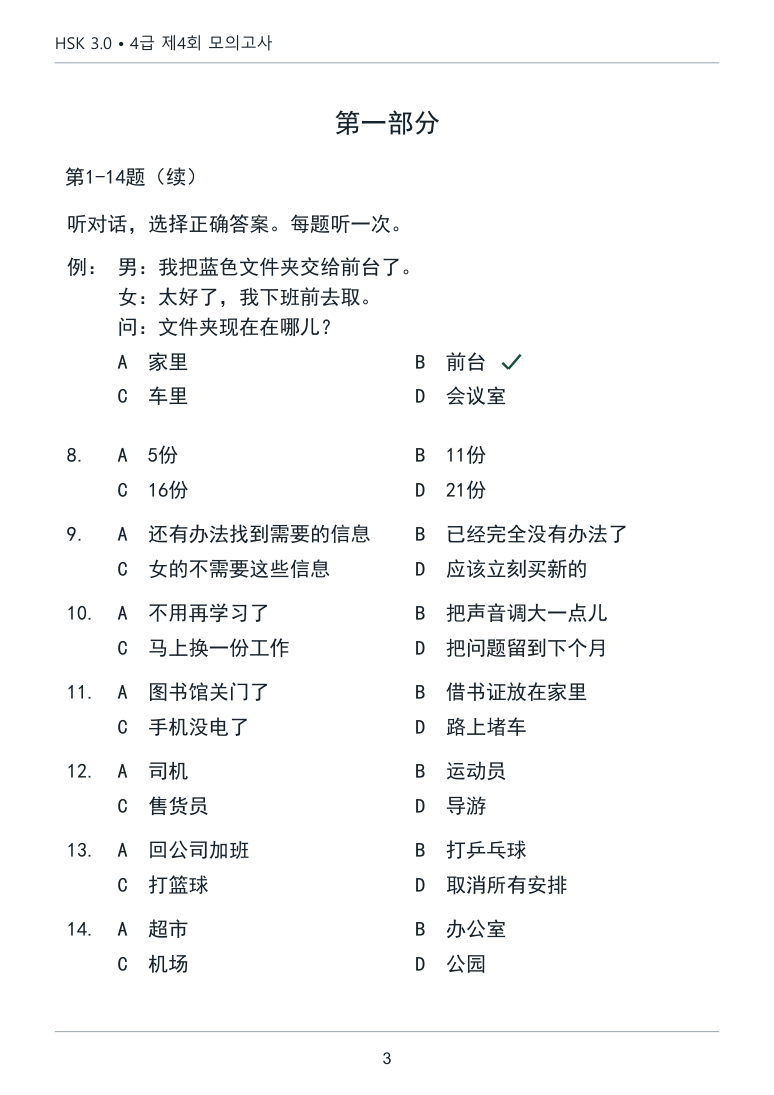 HSK 3.0 • 4급 제4회 모의고사
第一部分
第1-14题（续）
听对话，选择正确答案。每题听一次。
例： 男：我把蓝色文件夹交给前台了。
女：太好了，我下班前去取。
问：文件夹现在在哪儿？
A 家里 B 前台 ✓
C 车里 D 会议室
8. A 5份 B 11份
C 16份 D 21份
9. A 还有办法找到需要的信息 B 已经完全没有办法了
C 女的不需要这些信息 D 应该立刻买新的
10. A 不用再学习了 B 把声音调大一点儿
C 马上换一份工作 D 把问题留到下个月
11. A 图书馆关门了 B 借书证放在家里
C 手机没电了 D 路上堵车
12. A 司机 B 运动员
C 售货员 D 导游
13. A 回公司加班 B 打乒乓球
C 打篮球 D 取消所有安排
14. A 超市 B 办公室
C 机场 D 公园
3